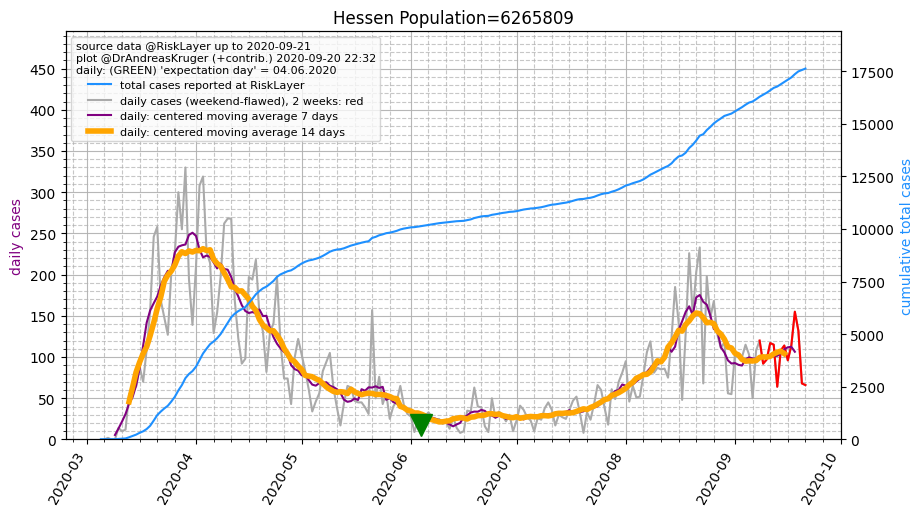 Hessen Population=6265809
source data @RiskLayer up to 2020-09-21
plot @DrAndreasKruger (+contrib.) 2020-09-20 22:32
daily: (GREEN) 'expectation day' = 04.06.2020
total cases reported at RiskLayer
daily cases (weekend-flawed), 2 weeks: red
daily: centered moving average 7 days
daily: centered moving average 14 days
daily cases
450
400
350
300
250
200
150
100
50
0
cumulative total cases
17500
15000
12500
10000
7500
5000
2500
0
2020-03
2020-04
2020-05
2020-06
2020-07
2020-08
2020-09
2020-10